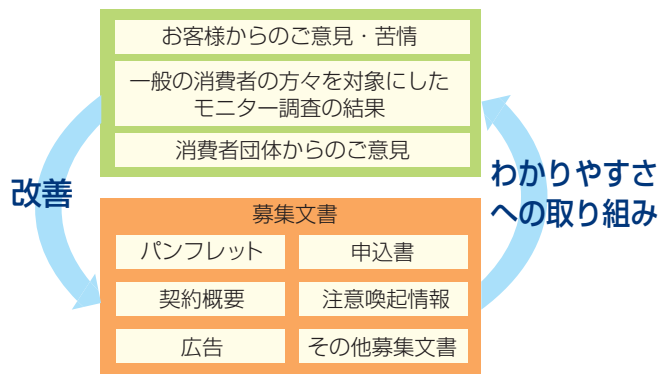 お客様からのご意見・苦情
一般の消費者の方々を対象にした
モニター調査の結果
消費者団体からのご意見
改善
わかりやすさ
への取り組み
募集文書
パンフレット
申込書
契約概要
注意喚起情報
広告
その他募集文書